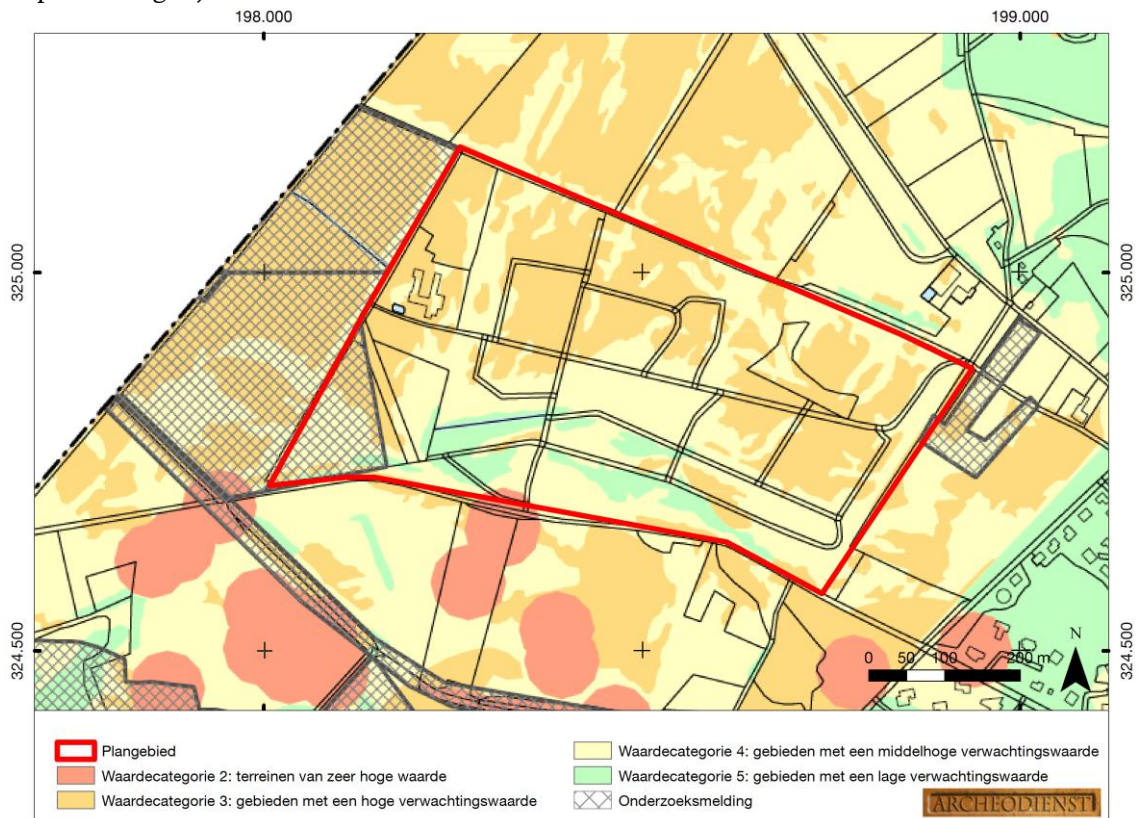 198.000 199.000
325.000 325.000
324.500 324.500
N
0 50 100 200 m
Plangebied
Waardecategorie 2: terreinen van zeer hoge waarde
Waardecategorie 3: gebieden met een hoge verwachtingswaarde
Waardecategorie 4: gebieden met een middelhoge verwachtingswaarde
Waardecategorie 5: gebieden met een lage verwachtingswaarde
Onderzoeksmelding
ARCHEODIENST